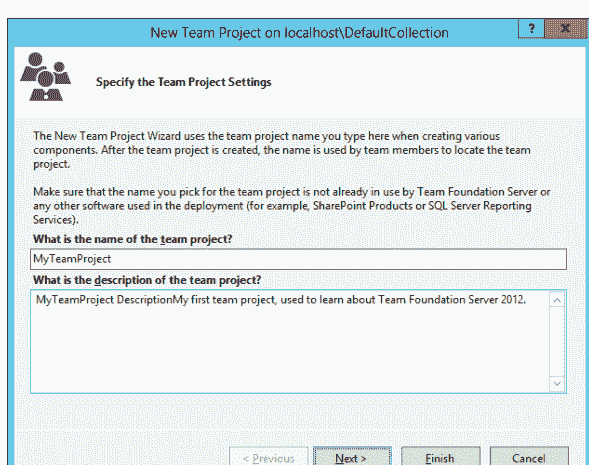 New Team Project on localhost\DefaultCollection
?
Specify the Team Project Settings
The New Team Project Wizard uses the team project name you type here when creating various
components. After the team project is created, the name is used by team members to locate the team
project.
Make sure that the name you pick for the team project is not already in use by Team Foundation Server or
any other software used in the deployment (for example, SharePoint Products or SQL Server Reporting
Services).
What is the name of the team project?
MyTeamProject
What is the description of the team project?
MyTeamProject DescriptionMy first team project, used to learn about Team Foundation Server 2012.
< Previous
Next >
Finish
Cancel